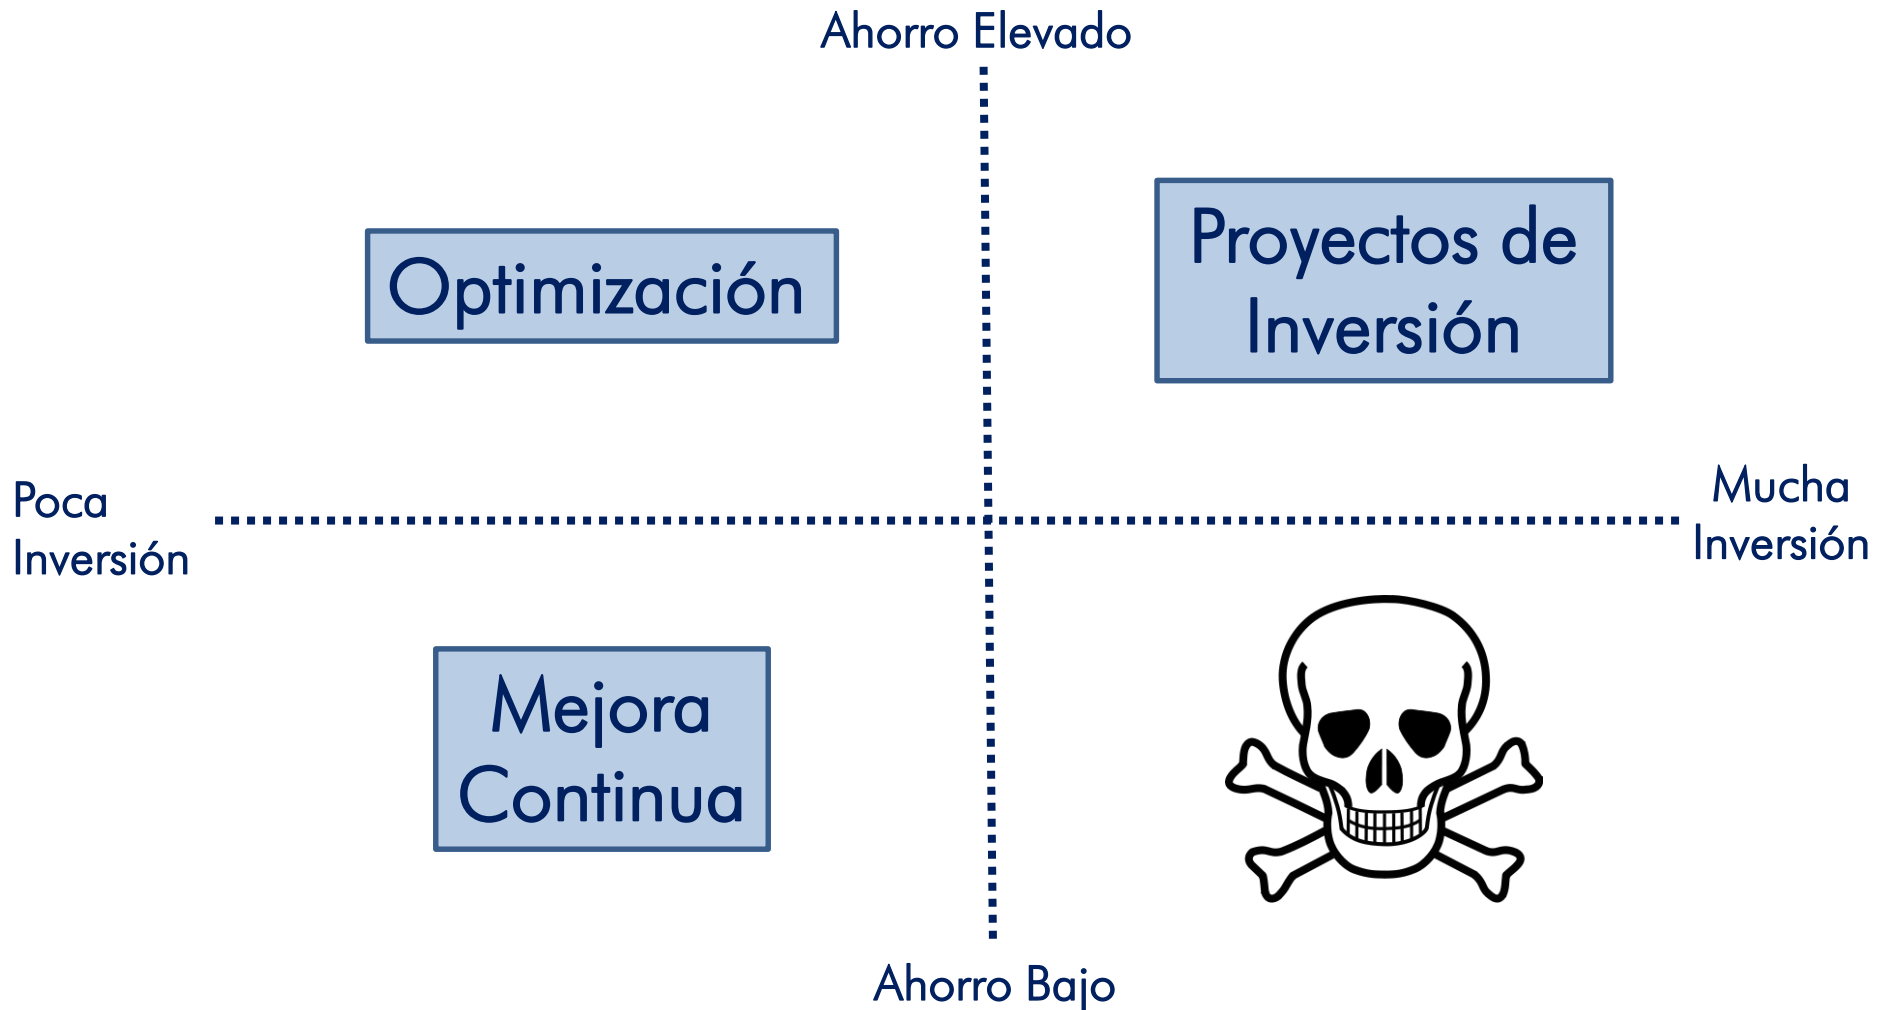 Ahorro Elevado
Optimización
Proyectos de
Inversión
Poca
Inversión
Mucha
Inversión
Mejora
Continua
Ahorro Bajo